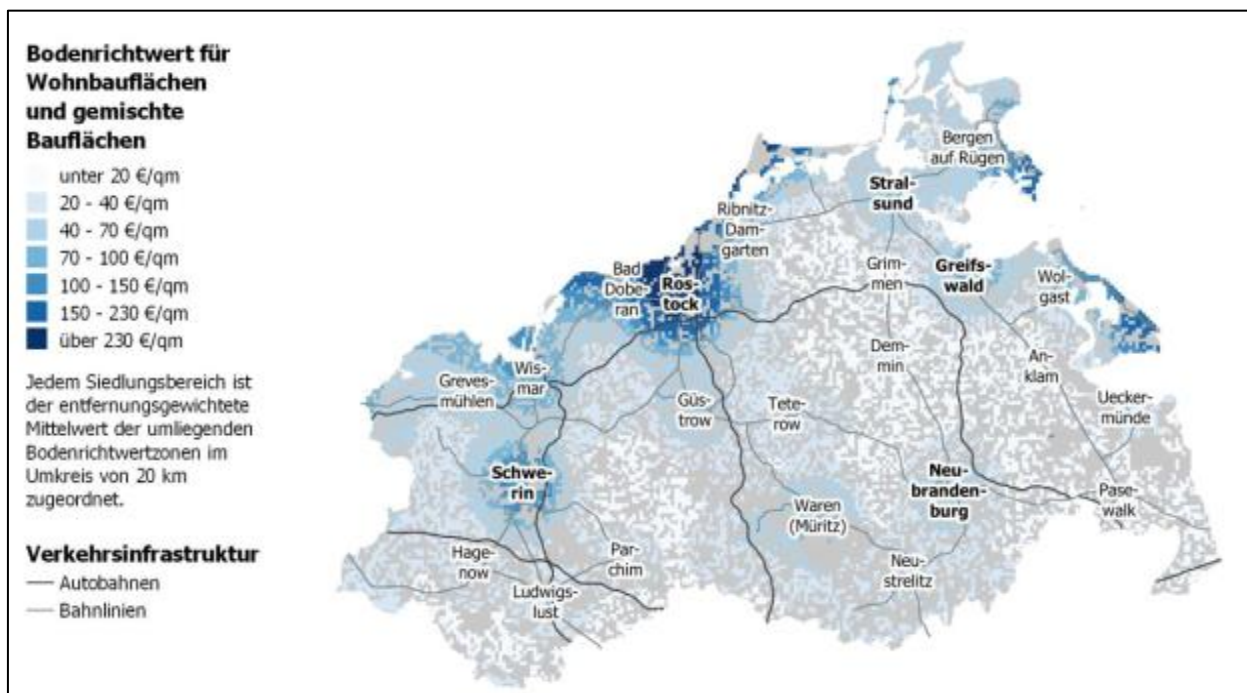 Bodenrichtwert für
Wohnbauflächen
und gemischte
Bauflächen
unter 20 €/qm
20 - 40 €/qm
40 - 70 €/qm
70 - 100 €/qm
100 - 150 €/qm
150 - 230 €/qm
über 230 €/qm
Jedem Siedlungsbereich ist
der entfernungsgewichtete
Mittelwert der umliegenden
Bodenrichtwertzonen im
Umkreis von 20 km
zugeordnet.
Verkehrsinfrastruktur
Autobahnen
Bahnlinien
Bergen
auf Rügen
Stral-
sund
Ribnitz-
Dam-
garten
Bad
Dobe-
ran
Ros-
tock
Grim-
men
Greifs-
wald
Wol-
gast
Dem-
min
An-
klam
Wis-
mar
Greves-
mühlen
Güs-
trow
Tete-
row
Uecker-
münde
Schwe-
rin
Waren
(Müritz)
Neu-
branden-
burg
Pase-
walk
Hage-
now
Par-
chim
Ludwigs-
lust
Neu-
strelitz